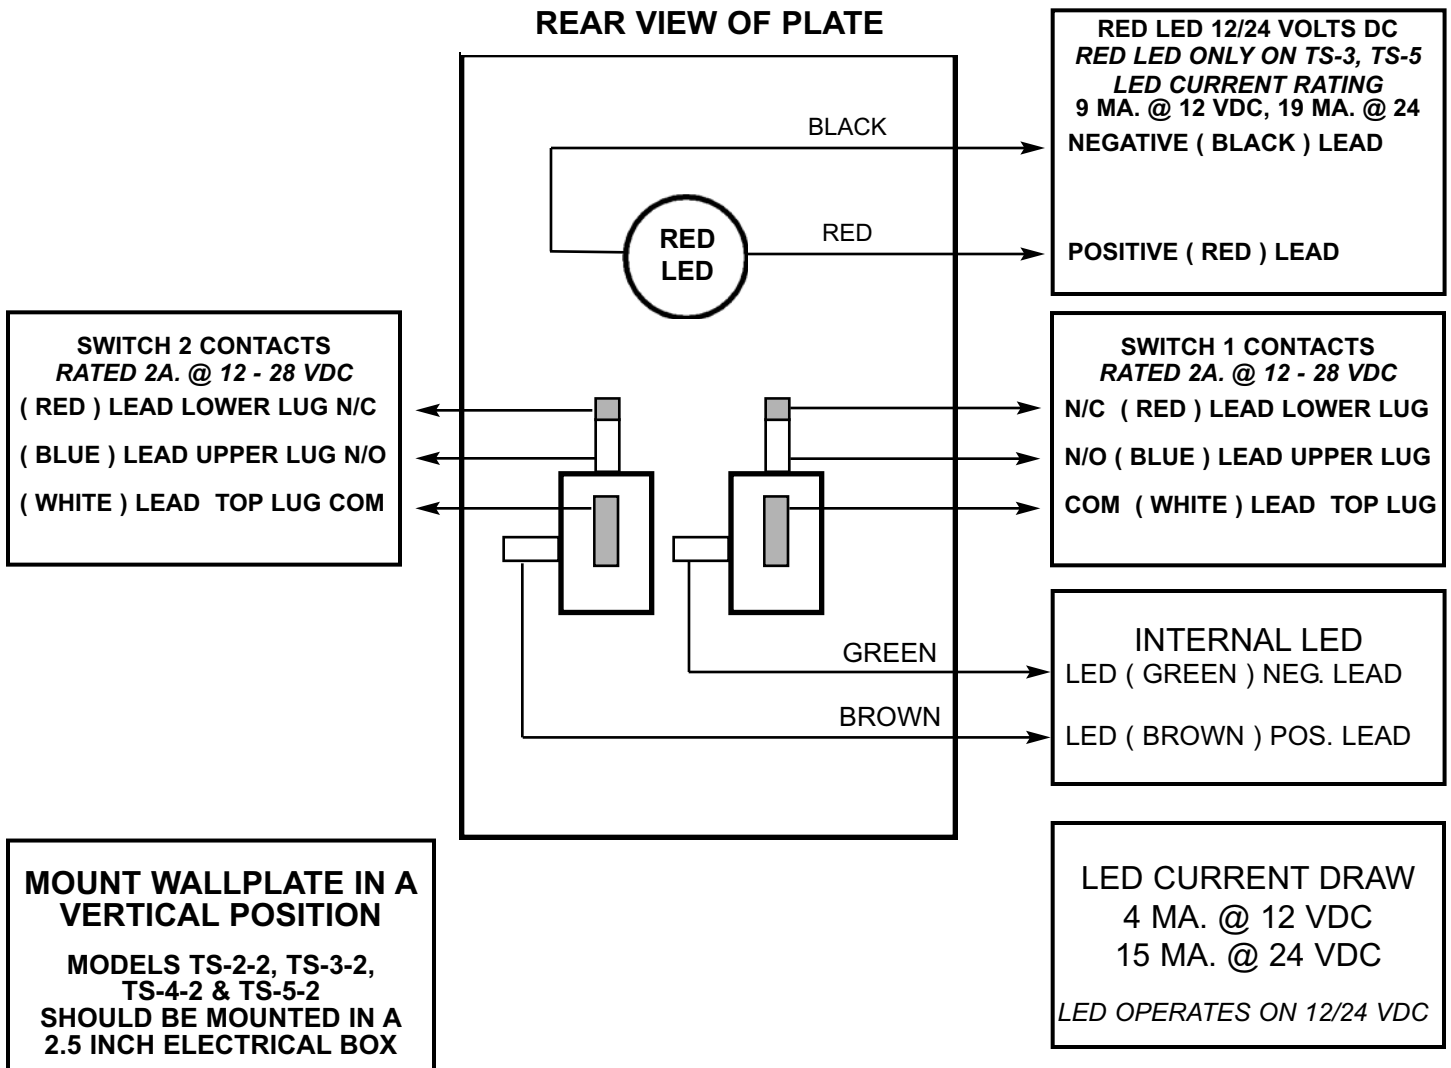 REAR VIEW OF PLATE
RED LED 12/24 VOLTS DC
RED LED ONLY ON TS-3, TS-5
LED CURRENT RATING
9 MA. @ 12 VDC, 19 MA. @ 24
NEGATIVE ( BLACK ) LEAD
POSITIVE ( RED ) LEAD
BLACK
RED
RED
LED
SWITCH 2 CONTACTS
RATED 2A. @ 12 - 28 VDC
( RED ) LEAD LOWER LUG N/C
( BLUE ) LEAD UPPER LUG N/O
( WHITE ) LEAD TOP LUG COM
SWITCH 1 CONTACTS
RATED 2A. @ 12 - 28 VDC
N/C ( RED ) LEAD LOWER LUG
N/O ( BLUE ) LEAD UPPER LUG
COM ( WHITE ) LEAD TOP LUG
GREEN
BROWN
INTERNAL LED
LED ( GREEN ) NEG. LEAD
LED ( BROWN ) POS. LEAD
MOUNT WALLPLATE IN A
VERTICAL POSITION
MODELS TS-2-2, TS-3-2,
TS-4-2 & TS-5-2
SHOULD BE MOUNTED IN A
2.5 INCH ELECTRICAL BOX
LED CURRENT DRAW
4 MA. @ 12 VDC
15 MA. @ 24 VDC
LED OPERATES ON 12/24 VDC